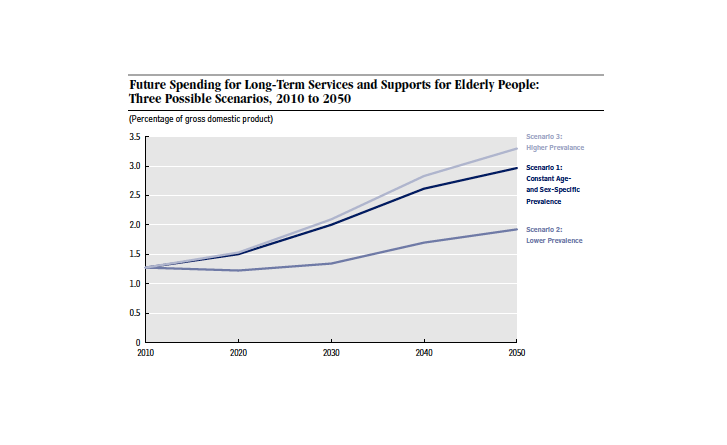 Future Spending for Long-Term Services and Supports for Elderly People:
Three Possible Scenarios, 2010 to 2050
(Percentage of gross domestic product)
3.5
3.0
2.5
2.0
1.5
1.0
0.5
0
2010 2020 2030 2040 2050
Scenario 3:
Higher Prevalance
Scenario 1:
Constant Age-
and Sex-Specific
Prevalence
Scenario 2:
Lower Prevalence